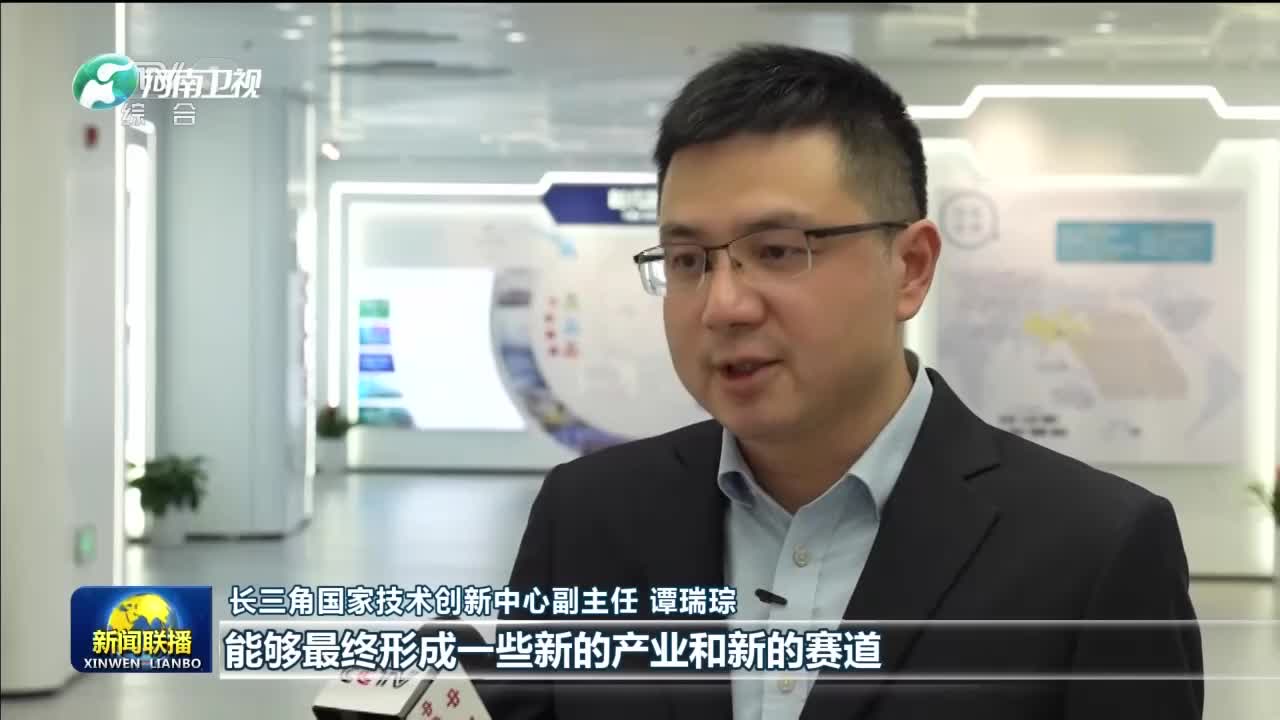 河南卫视
综合
长三角国家技术创新中心副主任 谭瑞琮
新闻联播
XINWEN LIANBO
能够最终形成一些新的产业和新的赛道